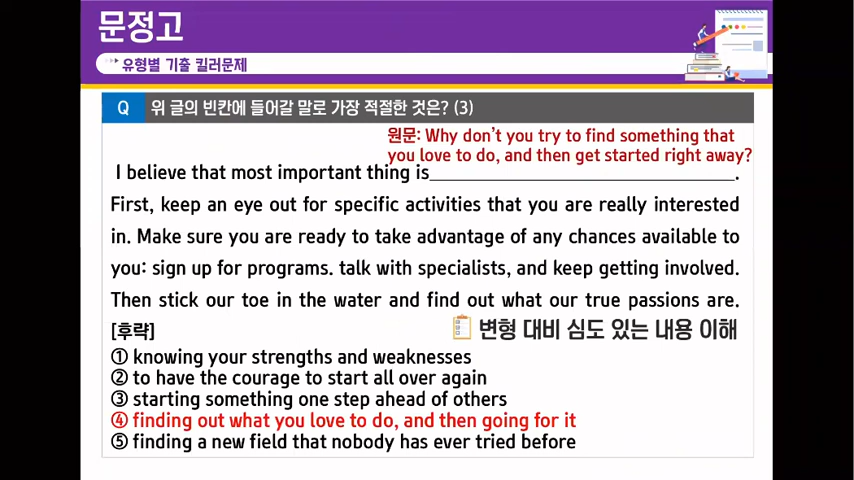 문정고
유형별 기출 킬러문제
Q 위 글의 빈칸에 들어갈 말로 가장 적절한 것은? (3)
원문: Why don't you try to find something that
you love to do, and then get started right away?
I believe that most important thing is ___________________________.
First, keep an eye out for specific activities that you are really interested
in. Make sure you are ready to take advantage of any chances available to
you: sign up for programs. talk with specialists, and keep getting involved.
Then stick our toe in the water and find out what our true passions are.
[후략]
변형 대비 심도 있는 내용 이해
① knowing your strengths and weaknesses
② to have the courage to start all over again
③ starting something one step ahead of others
④ finding out what you love to do, and then going for it
⑤ finding a new field that nobody has ever tried before